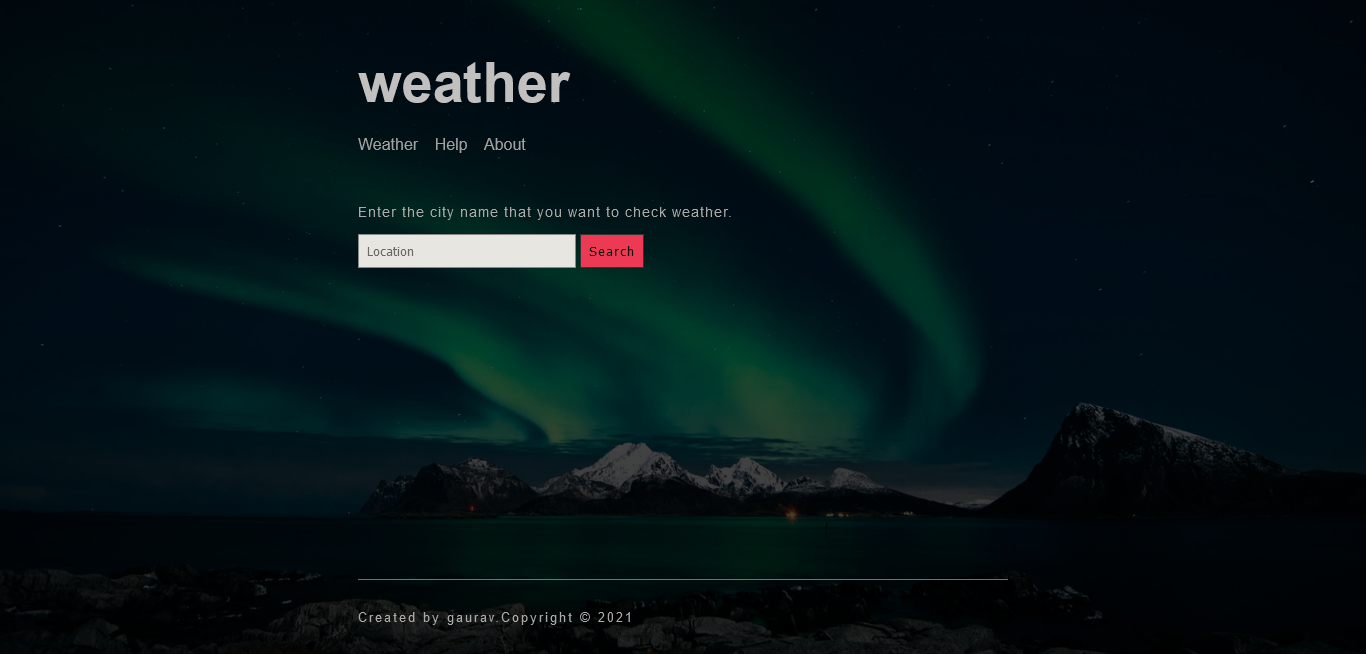 weather
Weather Help About
Enter the city name that you want to check weather.
Location Search
Created by gaurav.Copyright © 2021